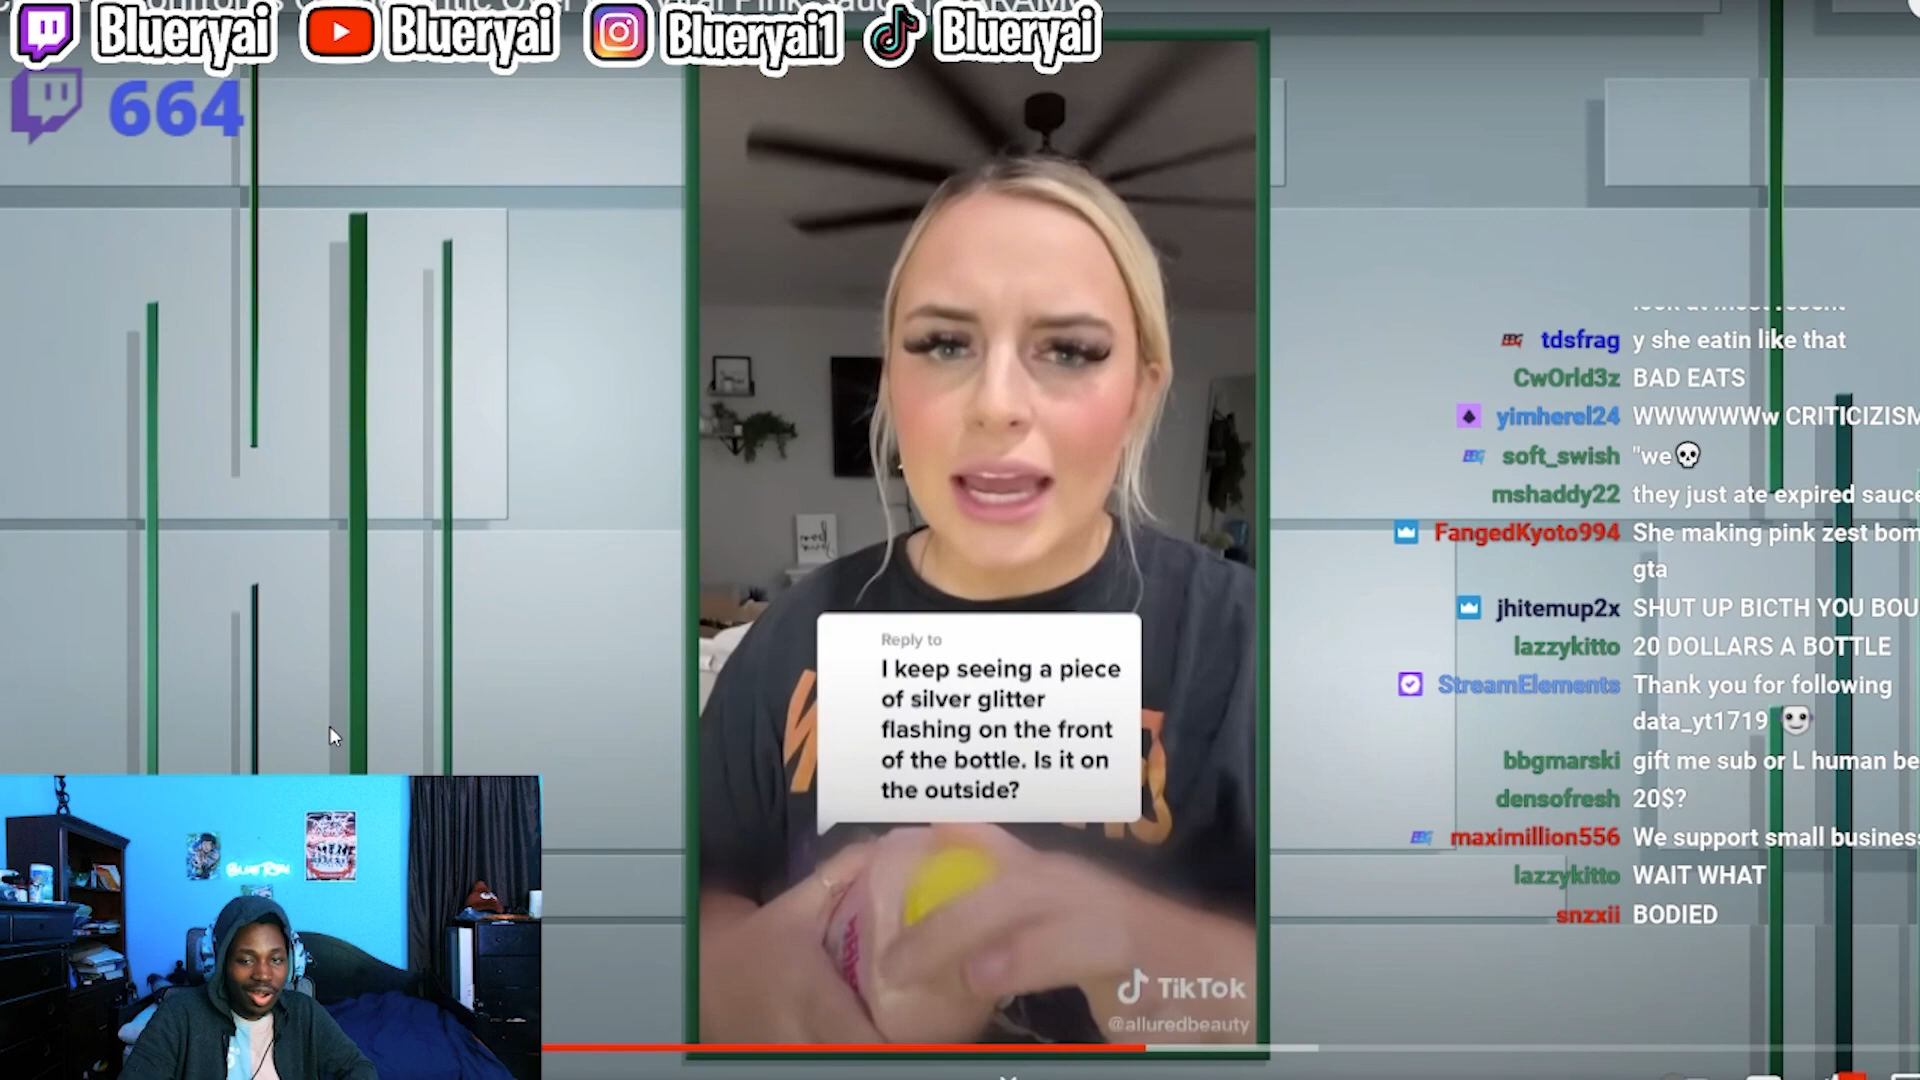 Viral Pink Sauce
Blueryai
Blueryai
Blueryai1
Blueryai
664
Reply to
I keep seeing a piece
of silver glitter
flashing on the front
of the bottle. Is it on
the outside?
TikTok
@alluredbeauty
tdsfrag y she eatin like that
CwOrld3z BAD EATS
yimherel24 WWWWWWw CRITICIZISM
soft_swish "we💀
mshaddy22 they just ate expired sauce
FangedKyoto994 She making pink zest bom
gta
jhitemup2x SHUT UP BICTH YOU BOU
lazzykitto 20 DOLLARS A BOTTLE
StreamElements Thank you for following
data_yt1719
bbgmarski gift me sub or L human be
densofresh 20$?
maximillion556 We support small business
lazzykitto WAIT WHAT
snzxii BODIED